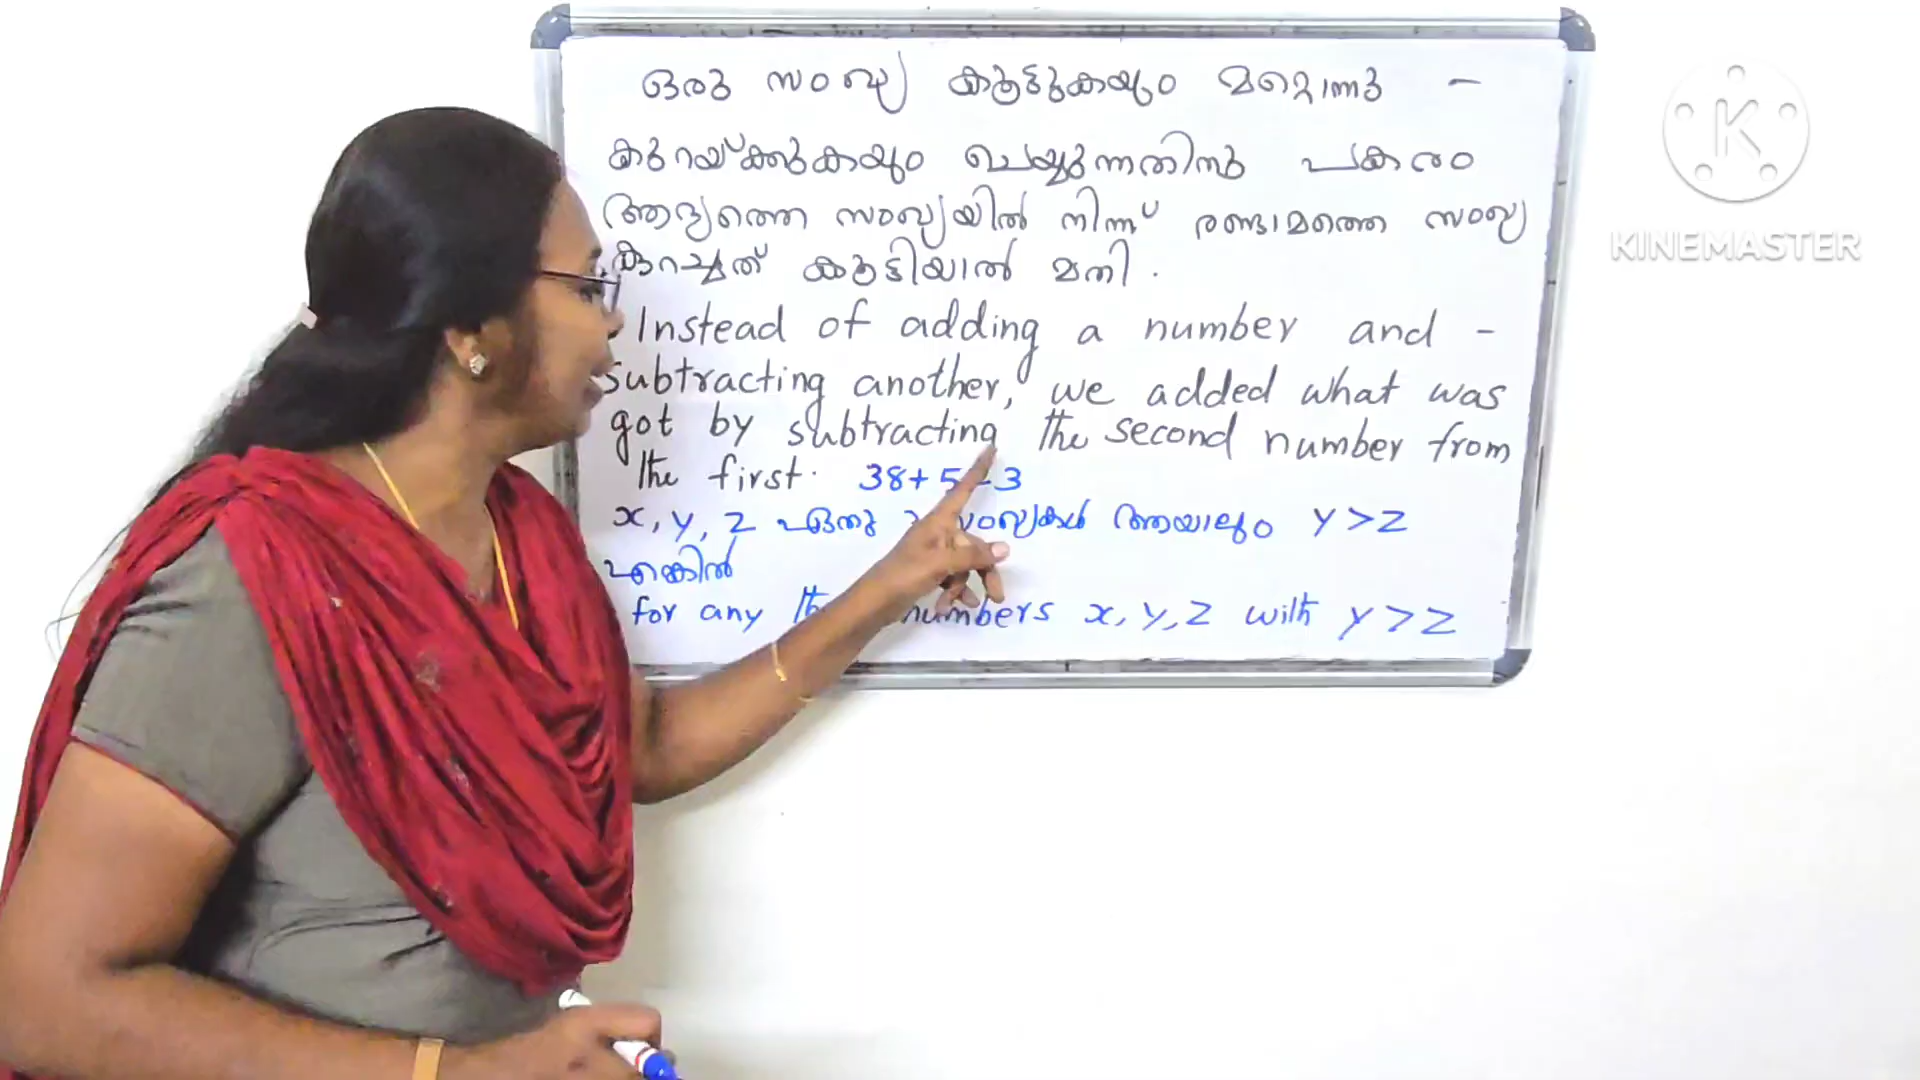 ഒരു സംഖ്യ കൂട്ടുകയും മറ്റൊന്നു -
കുറയ്ക്കുകയും ചെയ്യുന്നതിനു പകരം
ആദ്യത്തെ സംഖ്യയിൽ നിന്ന് രണ്ടാമത്തെ സംഖ്യ
കുറച്ചത് കൂട്ടിയാൽ മതി.
Instead of adding a number and -
subtracting another, we added what was
got by subtracting the second number from
the first. 38+5-3
x, y, z ഏതു സംഖ്യകൾ ആയാലും y>z
എങ്കിൽ
for any numbers x, y, z with y>z
K
KINEMASTER